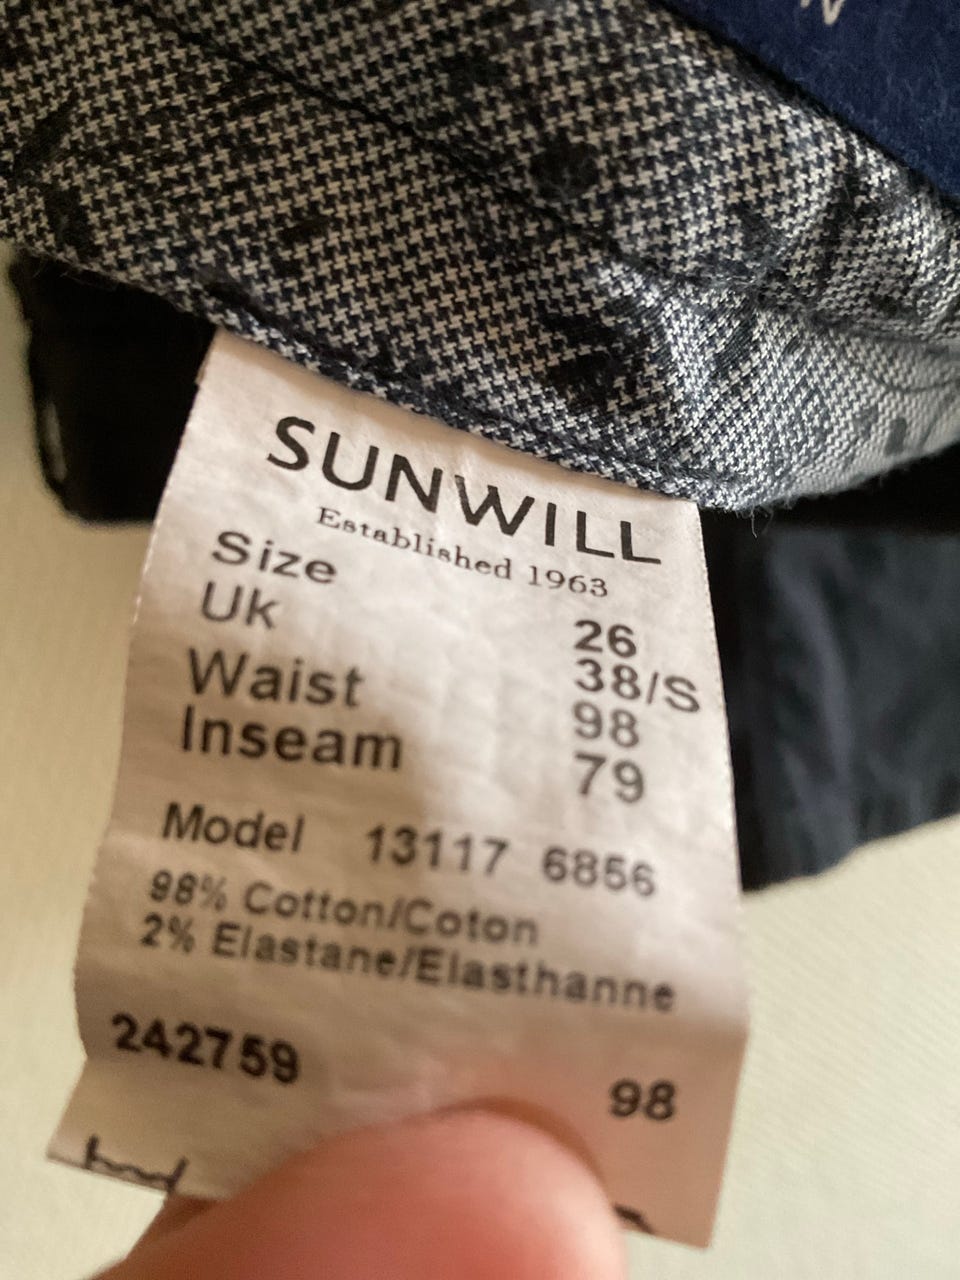 SUNWILL
Established 1963
Size 26
Uk 38/S
Waist 98
Inseam 79
Model 13117 6856
98% Cotton/Coton
2% Elastane/Elasthanne
242759 98